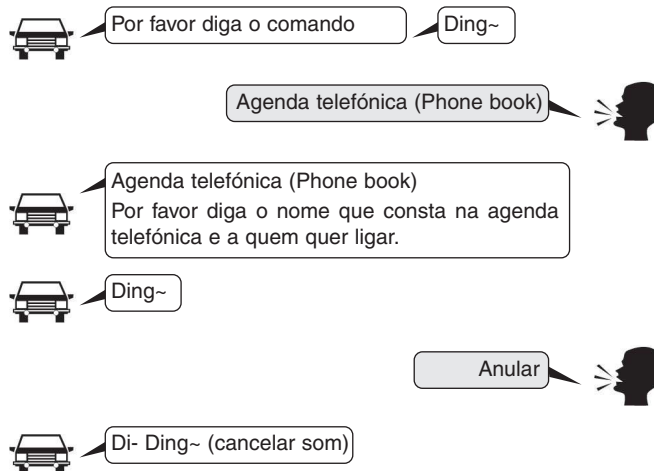 Por favor diga o comando
Ding~
Agenda telefónica (Phone book)
Agenda telefónica (Phone book)
Por favor diga o nome que consta na agenda
telefónica e a quem quer ligar.
Ding~
Anular
Di- Ding~ (cancelar som)